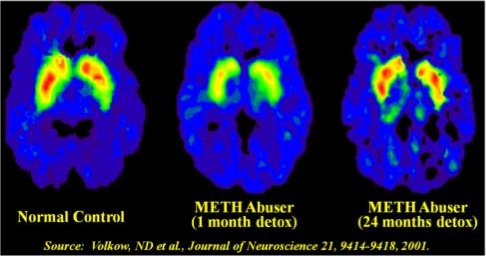 Normal Control
METH Abuser
(1 month detox)
METH Abuser
(24 months detox)
Source: Volkow, ND et al., Journal of Neuroscience 21, 9414-9418, 2001.